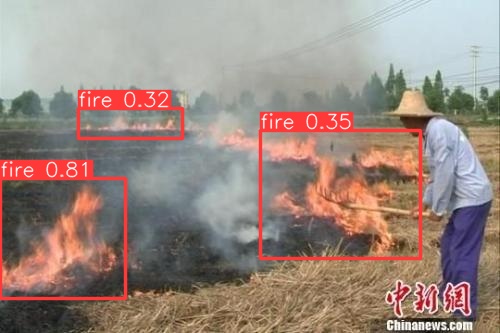 fire 0.32
fire 0.35
fire 0.81
中新网
Chinanews.com